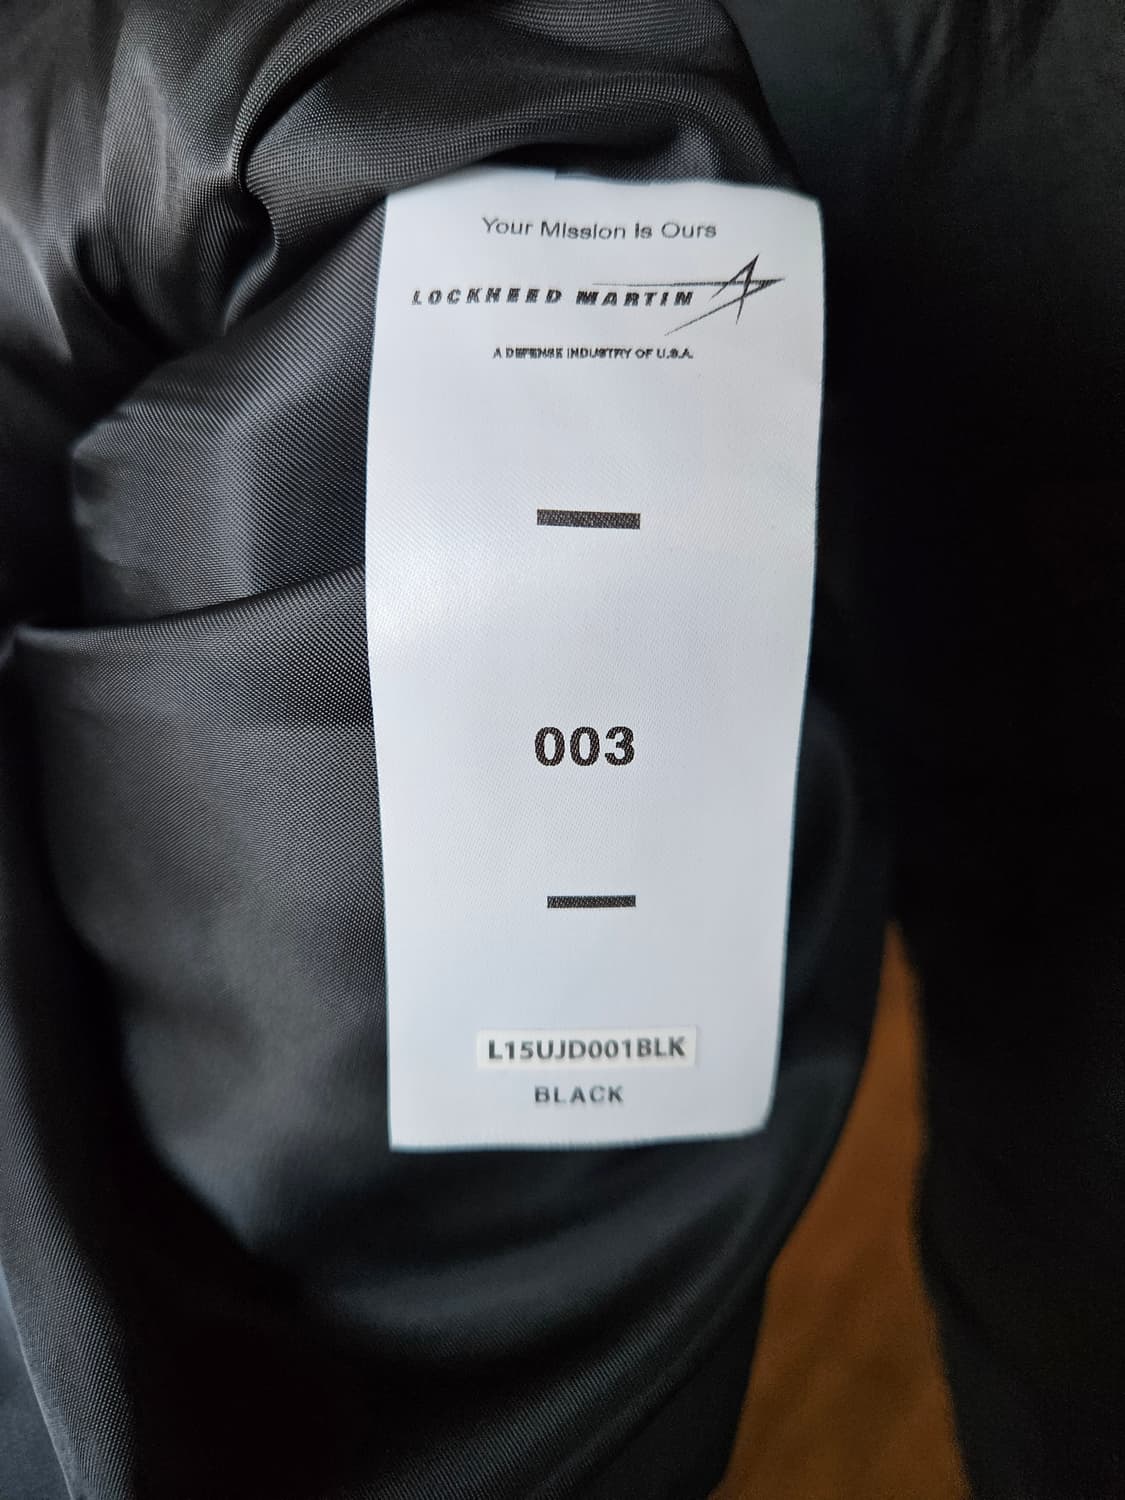 Your Mission Is Ours
LOCKHEED MARTIN
A DEFENSE INDUSTRY OF U.S.A.
003
L15UJD001BLK
BLACK